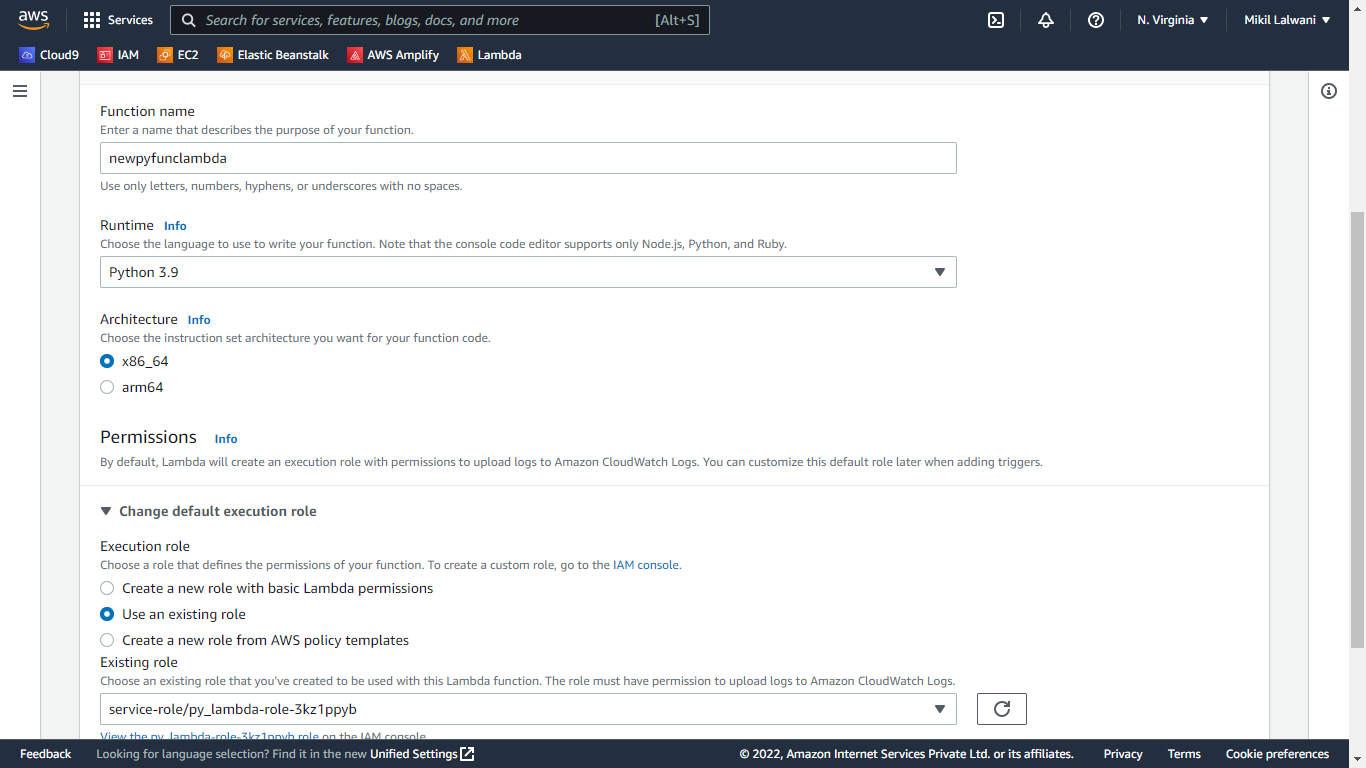 aws
Services
Search for services, features, blogs, docs, and more
[Alt+S]
N. Virginia
Mikil Lalwani
Cloud9
IAM
EC2
Elastic Beanstalk
AWS Amplify
Lambda
Function name
Enter a name that describes the purpose of your function.
newpyfunclambda
Use only letters, numbers, hyphens, or underscores with no spaces.
Runtime Info
Choose the language to use to write your function. Note that the console code editor supports only Node.js, Python, and Ruby.
Python 3.9
Architecture Info
Choose the instruction set architecture you want for your function code.
x86_64
arm64
Permissions Info
By default, Lambda will create an execution role with permissions to upload logs to Amazon CloudWatch Logs. You can customize this default role later when adding triggers.
Change default execution role
Execution role
Choose a role that defines the permissions of your function. To create a custom role, go to the IAM console.
Create a new role with basic Lambda permissions
Use an existing role
Create a new role from AWS policy templates
Existing role
Choose an existing role that you've created to be used with this Lambda function. The role must have permission to upload logs to Amazon CloudWatch Logs.
service-role/py_lambda-role-3kz1ppyb
View the py_lambda-role-3kz1ppyb role on the IAM console.
Feedback
Looking for language selection? Find it in the new Unified Settings
© 2022, Amazon Internet Services Private Ltd. or its affiliates.
Privacy
Terms
Cookie preferences